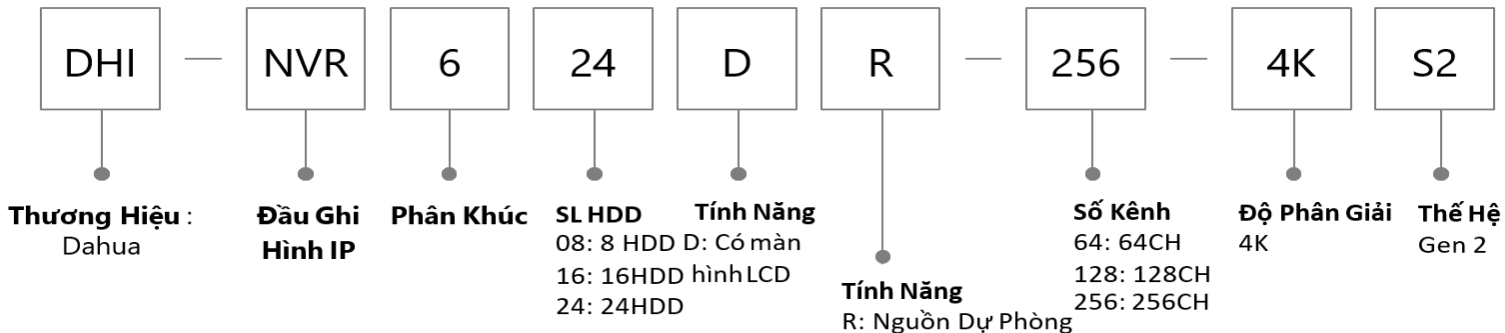 DHI — NVR 6 24 D R — 256 — 4K S2
Thương Hiệu :
Dahua
Đầu Ghi
Hình IP
Phân Khúc
SL HDD
08: 8 HDD
16: 16HDD
24: 24HDD
Tính Năng
D: Có màn
hình LCD
Tính Năng
R: Nguồn Dự Phòng
Số Kênh
64: 64CH
128: 128CH
256: 256CH
Độ Phân Giải
4K
Thế Hệ
Gen 2